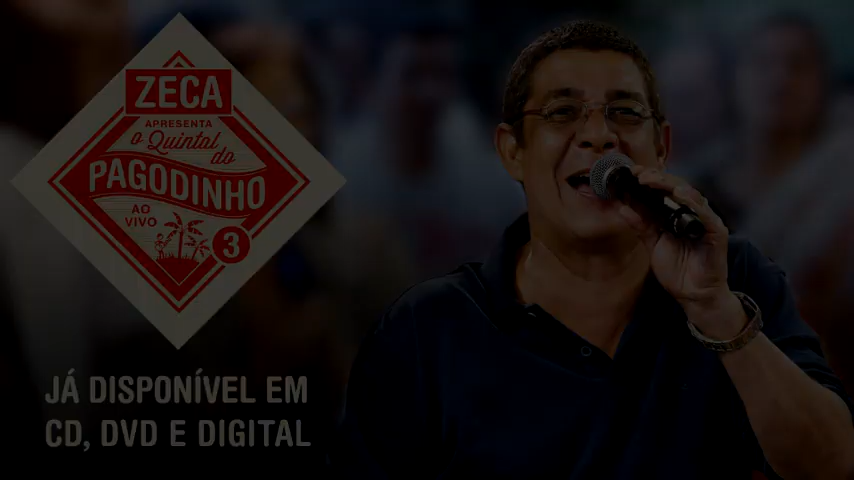 ZECA
APRESENTA
o Quintal
do
PAGODINHO
AO
VIVO
3
JÁ DISPONÍVEL EM
CD, DVD E DIGITAL